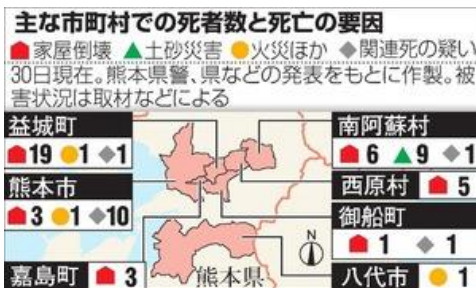 主な市町村での死者数と死亡の要因
家屋倒壊 土砂災害 火災ほか 関連死の疑い
30日現在。熊本県警、県などの発表をもとに作製。被
害状況は取材などによる
益城町
19 1 1
熊本市
3 1 10
嘉島町 3
南阿蘇村
6 9 1
西原村 5
御船町
1 1
八代市 1
N
熊本県